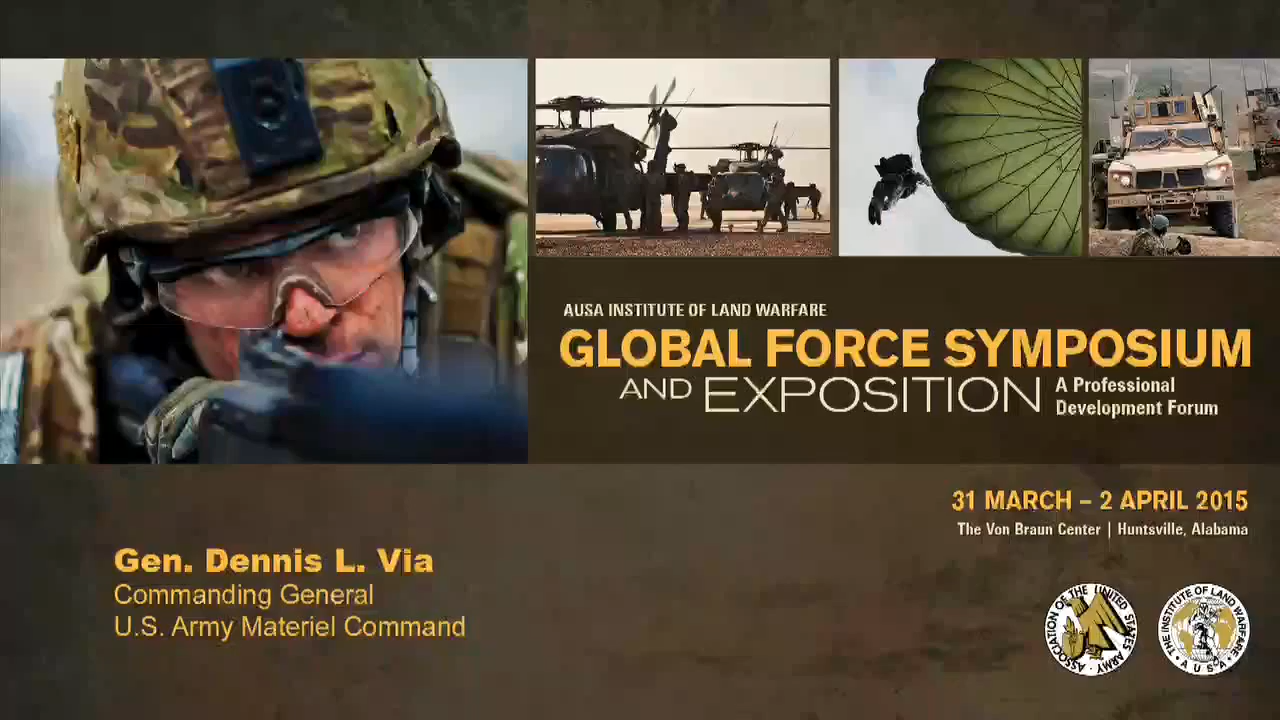 AUSA INSTITUTE OF LAND WARFARE
GLOBAL FORCE SYMPOSIUM
AND EXPOSITION
A Professional
Development Forum
31 MARCH – 2 APRIL 2015
The Von Braun Center | Huntsville, Alabama
Gen. Dennis L. Via
Commanding General
U.S. Army Materiel Command
ASSOCIATION OF THE UNITED STATES ARMY
THE INSTITUTE OF LAND WARFARE
A U S A